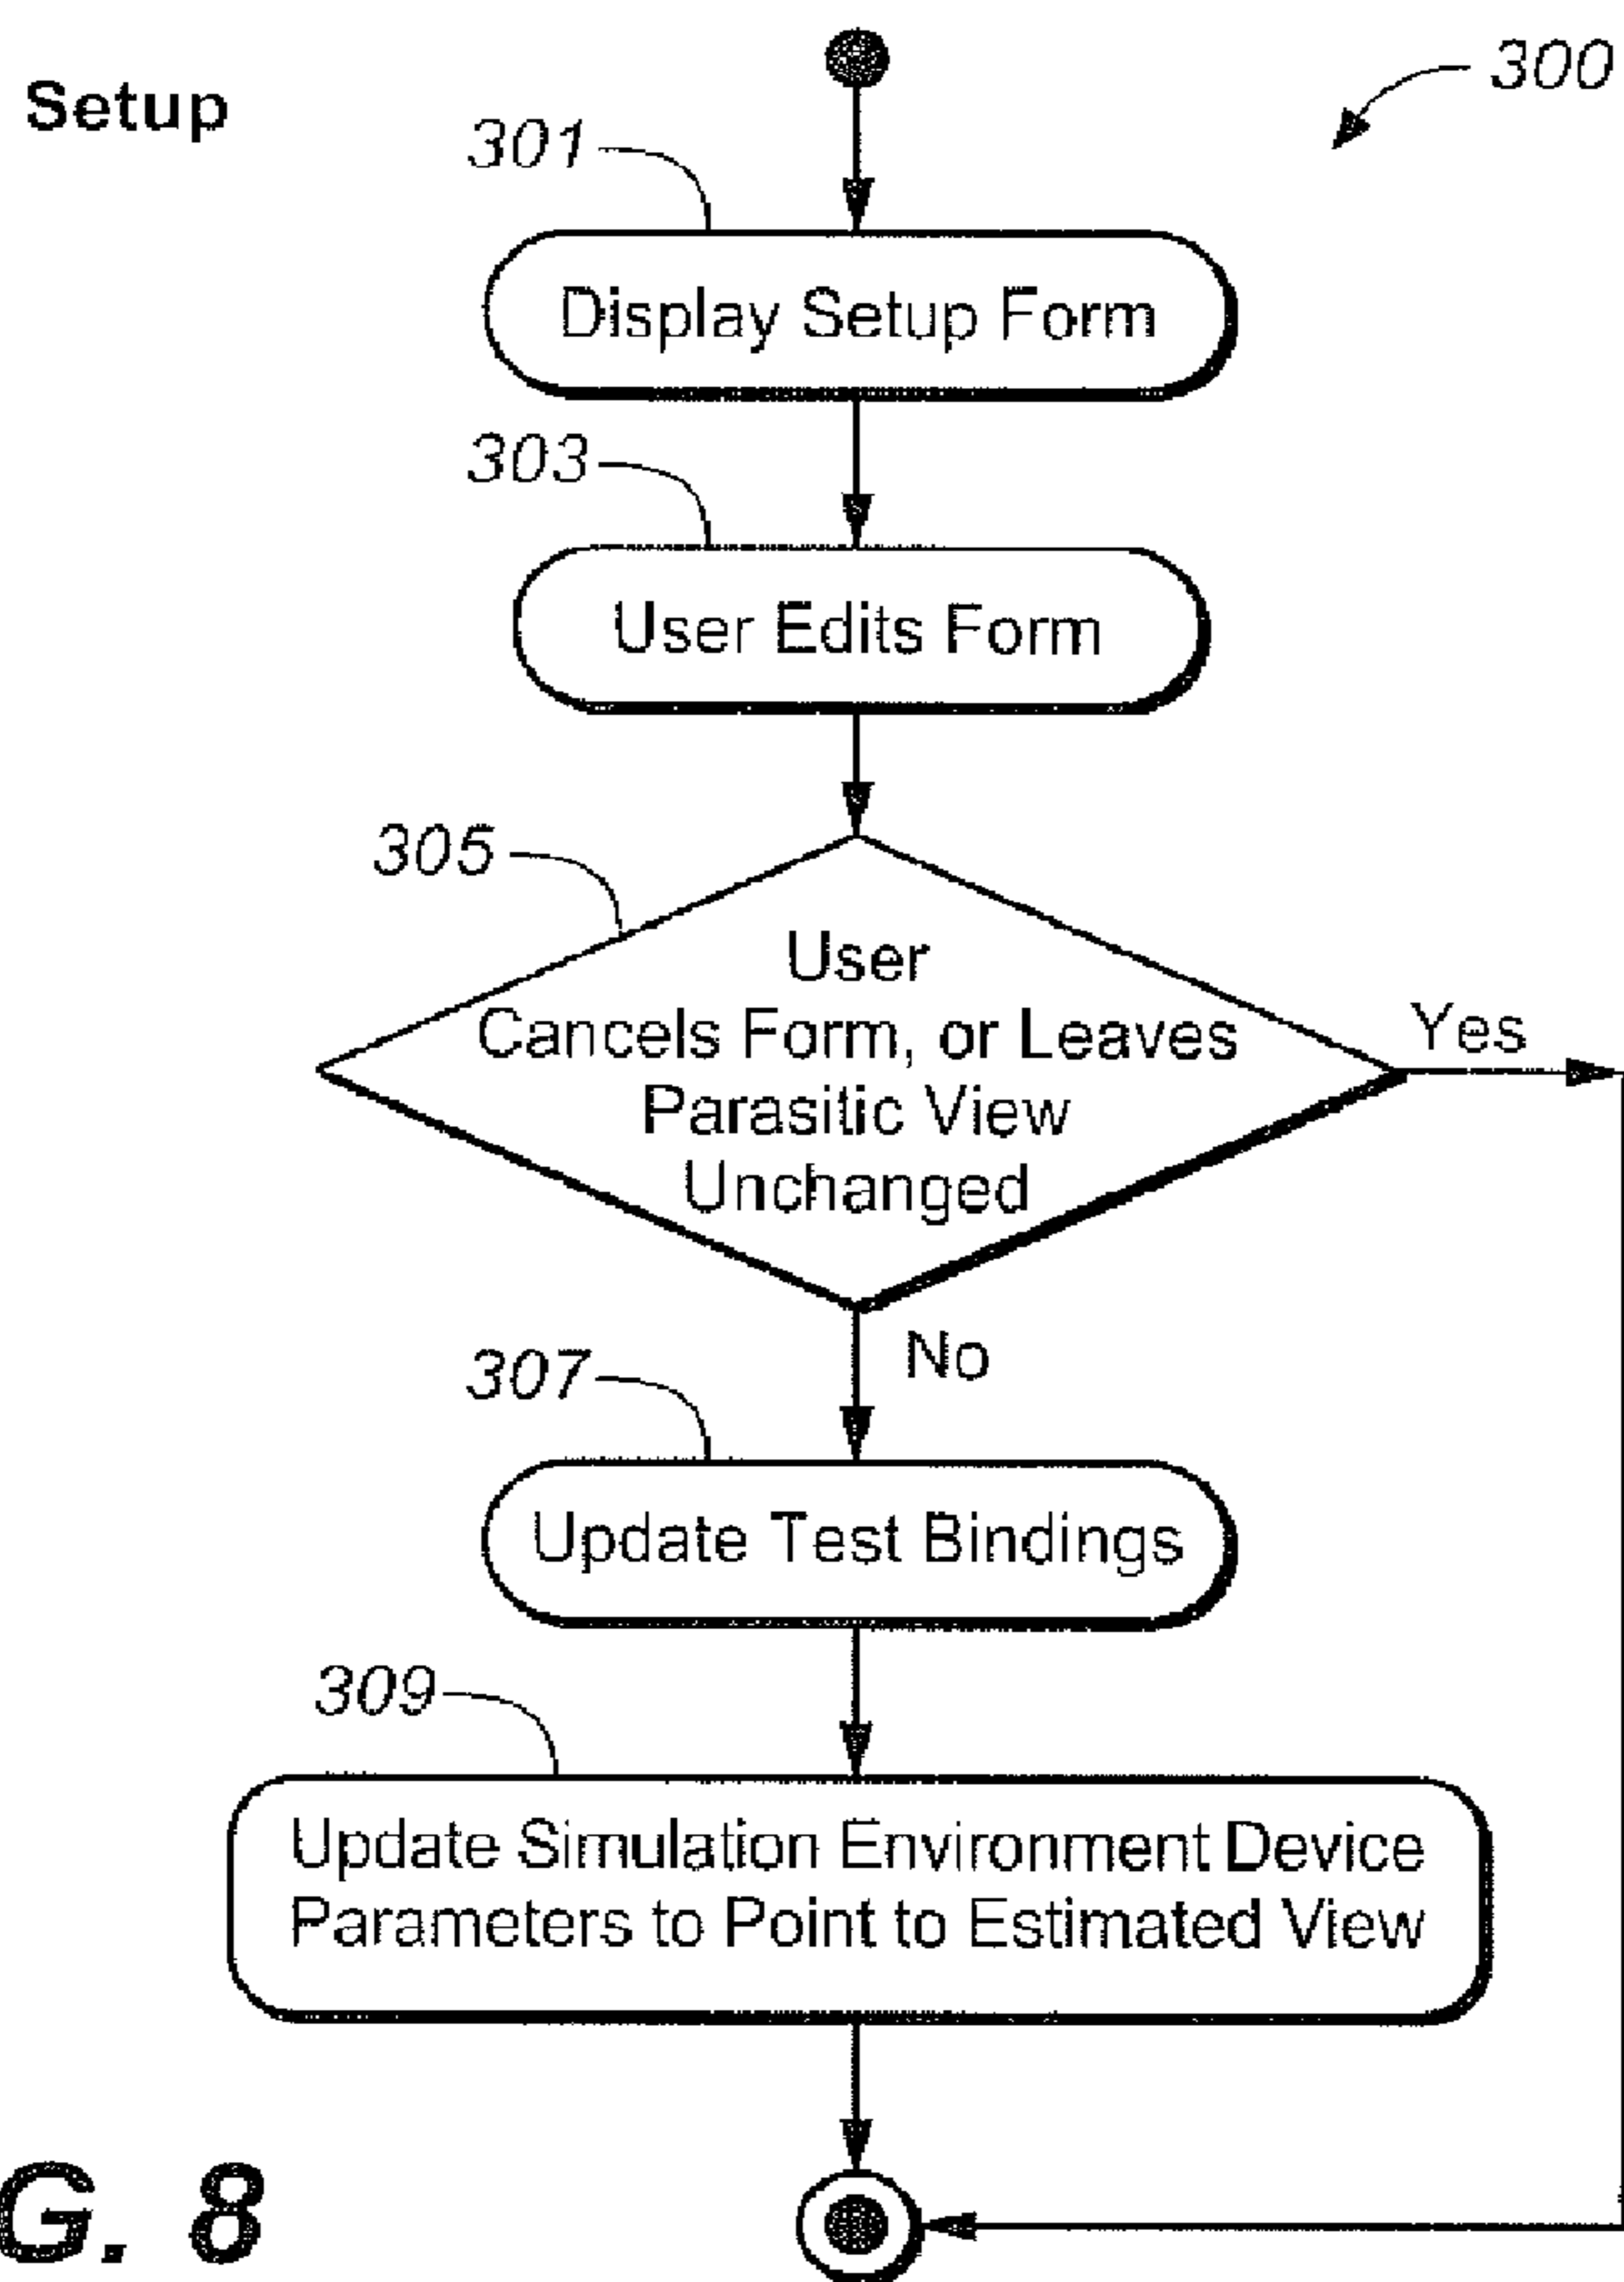 Setup
300
301
Display Setup Form
303
User Edits Form
305
User
Cancels Form, or Leaves
Parasitic View
Unchanged
Yes
No
307
Update Test Bindings
309
Update Simulation Environment Device
Parameters to Point to Estimated View
G. 8